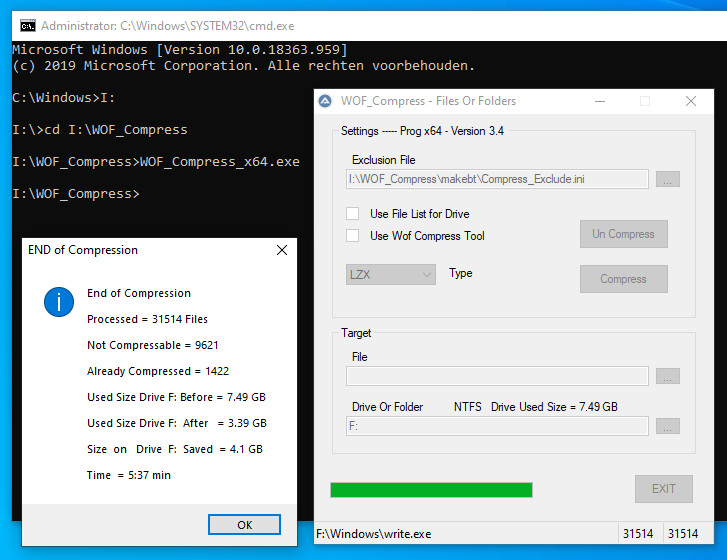 Administrator: C:\Windows\SYSTEM32\cmd.exe
Microsoft Windows [Version 10.0.18363.959]
(c) 2019 Microsoft Corporation. Alle rechten voorbehouden.
C:\Windows>I:
I:\>cd I:\WOF_Compress
I:\WOF_Compress>WOF_Compress_x64.exe
I:\WOF_Compress>
WOF_Compress - Files Or Folders
Settings ----- Prog x64 - Version 3.4
Exclusion File
I:\WOF_Compress\makebt\Compress_Exclude.ini
...
Use File List for Drive
Use Wof Compress Tool
Un Compress
LZX
Type
Compress
Target
File
...
Drive Or Folder NTFS Drive Used Size = 7.49 GB
F:
...
EXIT
F:\Windows\write.exe 31514 31514
END of Compression
End of Compression
Processed = 31514 Files
Not Compressable = 9621
Already Compressed = 1422
Used Size Drive F: Before = 7.49 GB
Used Size Drive F: After = 3.39 GB
Size on Drive F: Saved = 4.1 GB
Time = 5:37 min
OK